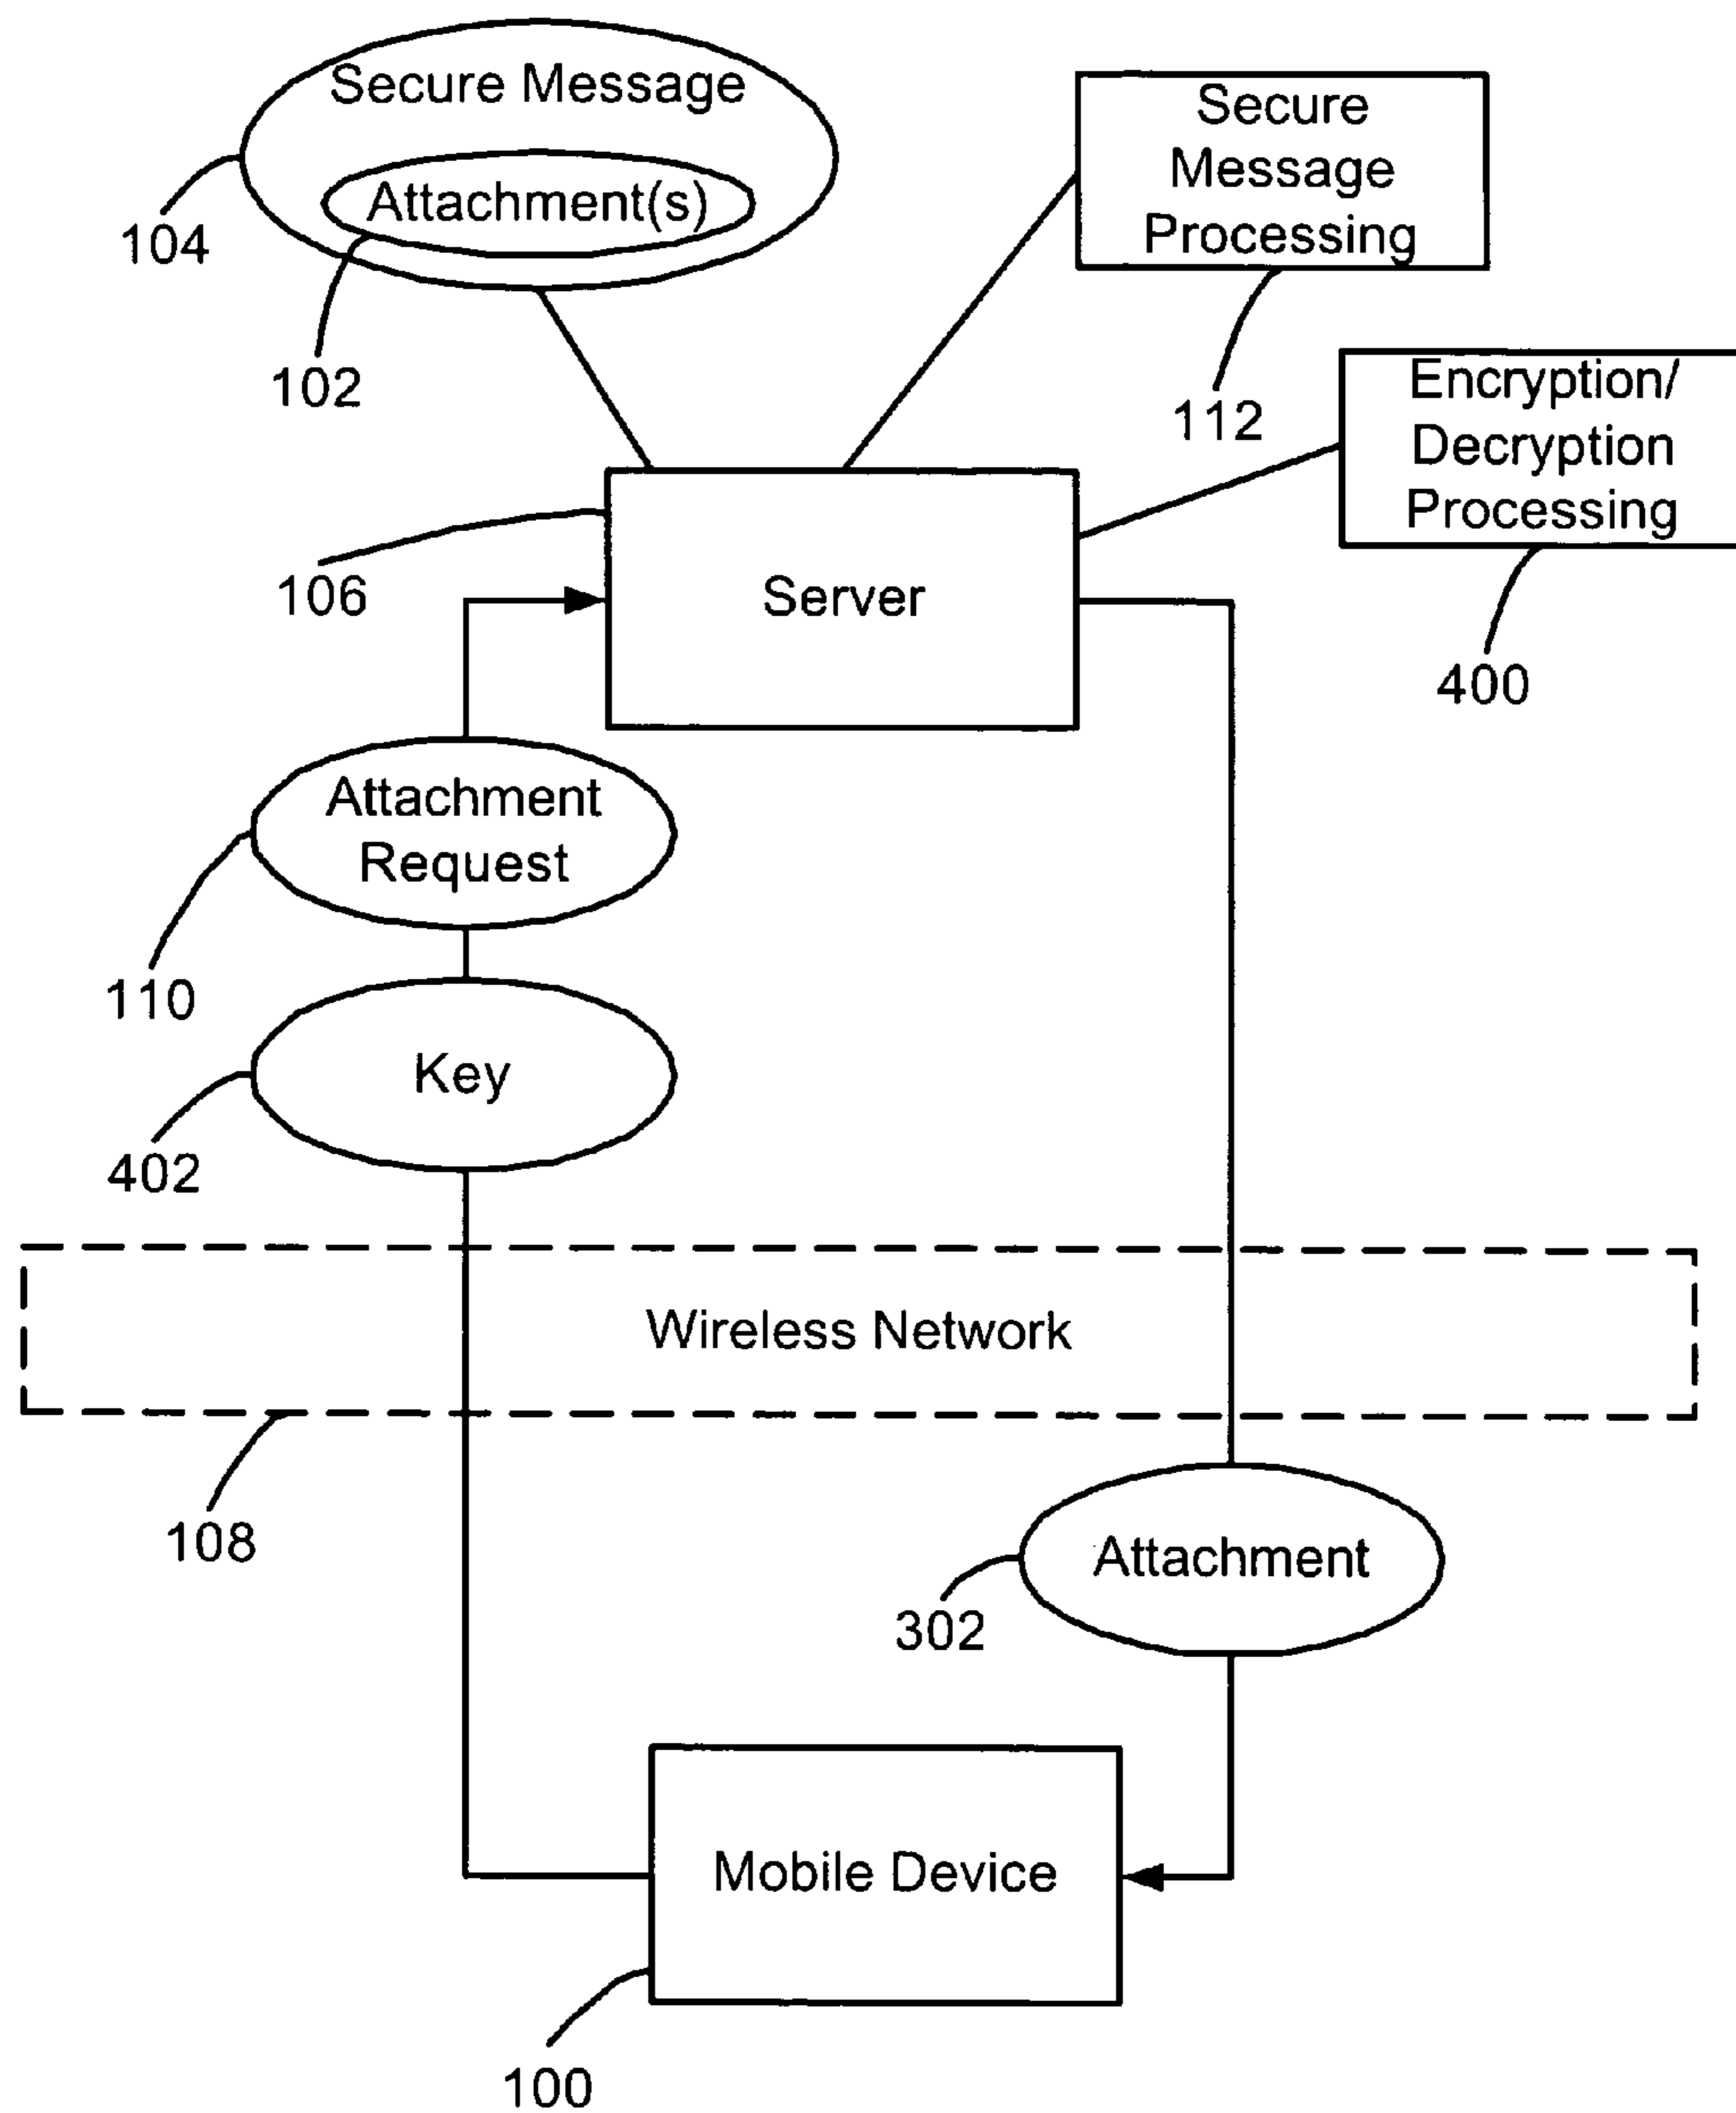 Secure Message
Attachment(s)
104
102
Secure
Message
Processing
112
Encryption/
Decryption
Processing
400
106
Server
Attachment
Request
110
Key
402
Wireless Network
108
Attachment
302
Mobile Device
100